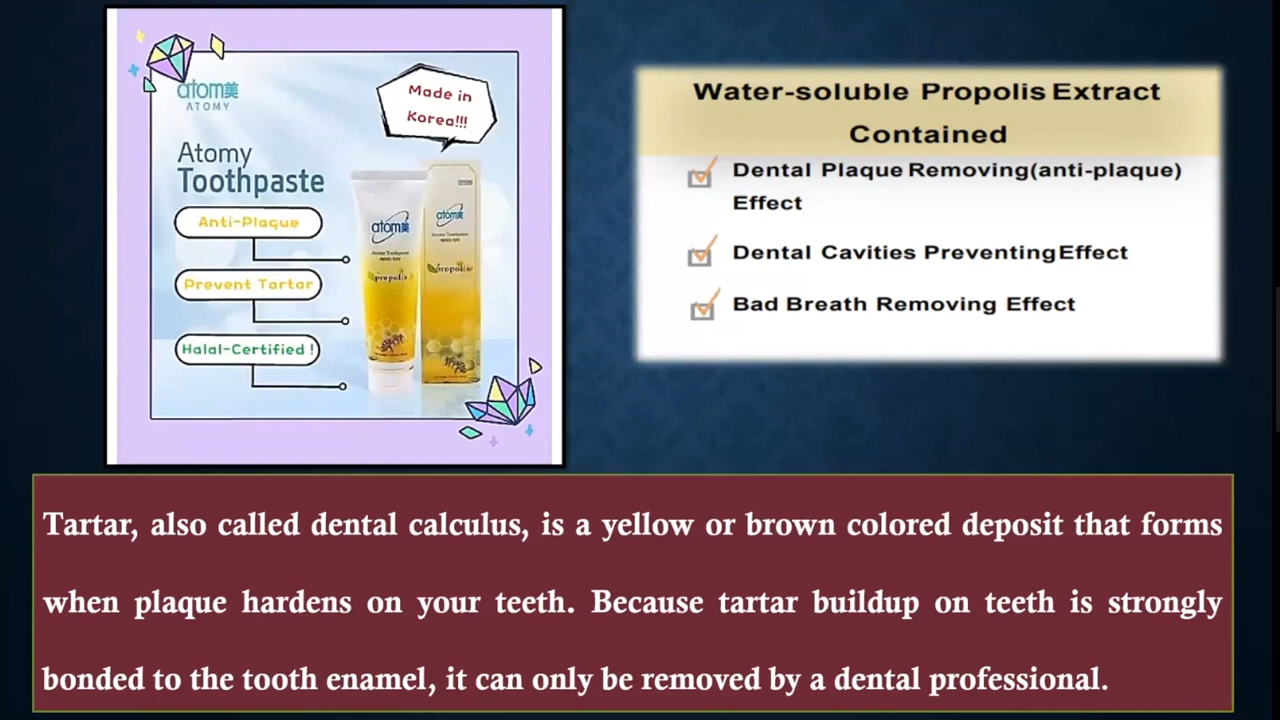 atom美
ATOMY
Made in
Korea!!!
Atomy
Toothpaste
Anti-Plaque
Prevent Tartar
Halal-Certified !
atom美
Atomy Toothpaste
propolis
atom美
Atomy Toothpaste
propolis
Water-soluble Propolis Extract
Contained
Dental Plaque Removing(anti-plaque)
Effect
Dental Cavities Preventing Effect
Bad Breath Removing Effect
Tartar, also called dental calculus, is a yellow or brown colored deposit that forms
when plaque hardens on your teeth. Because tartar buildup on teeth is strongly
bonded to the tooth enamel, it can only be removed by a dental professional.